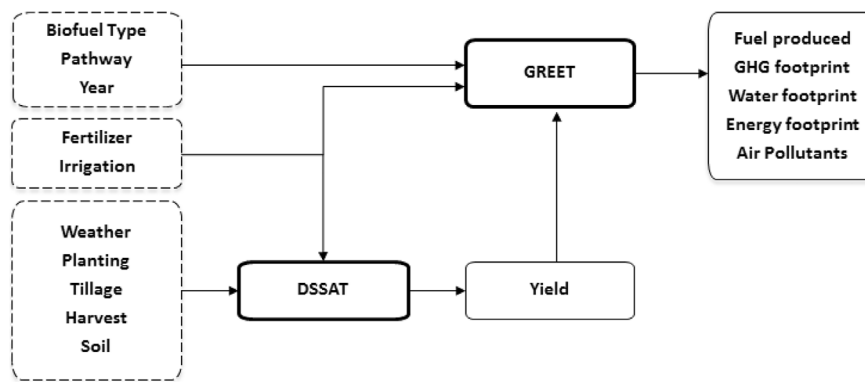 Biofuel Type
Pathway
Year
Fertilizer
Irrigation
Weather
Planting
Tillage
Harvest
Soil
DSSAT
Yield
GREET
Fuel produced
GHG footprint
Water footprint
Energy footprint
Air Pollutants